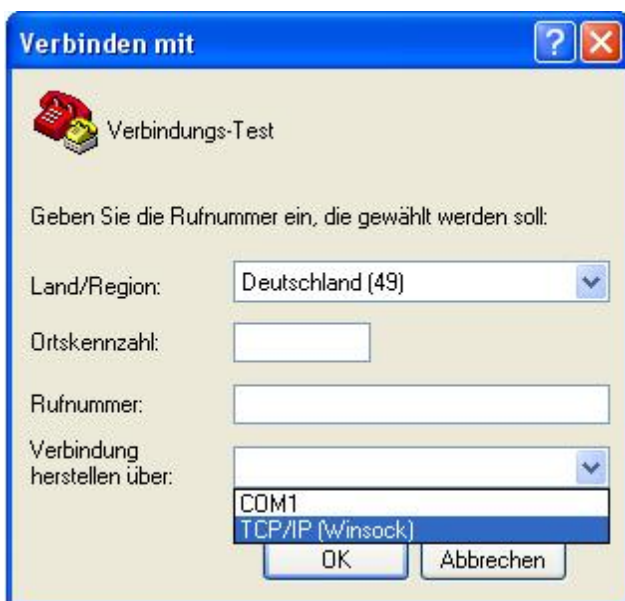 Verbinden mit
Verbindungs-Test
Geben Sie die Rufnummer ein, die gewählt werden soll:
Land/Region: Deutschland (49)
Ortskennzahl:
Rufnummer:
Verbindung
herstellen über:
COM1
TCP/IP (Winsock)
OK Abbrechen